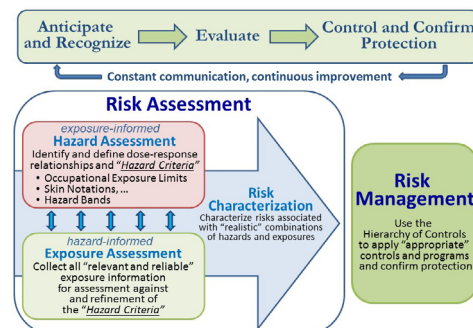 Anticipate
and Recognize
Evaluate
Control and Confirm
Protection
Constant communication, continuous improvement
Risk Assessment
exposure-informed
Hazard Assessment
Identify and define dose-response
relationships and "Hazard Criteria"
• Occupational Exposure Limits
• Skin Notations, ...
• Hazard Bands
hazard-informed
Exposure Assessment
Collect all "relevant and reliable"
exposure information
for assessment against
and refinement of
the "Hazard Criteria"
Risk
Characterization
Characterize risks associated
with "realistic" combinations
of hazards and exposures
Risk
Management
Use the
Hierarchy of Controls
to apply "appropriate"
controls and programs
and confirm protection